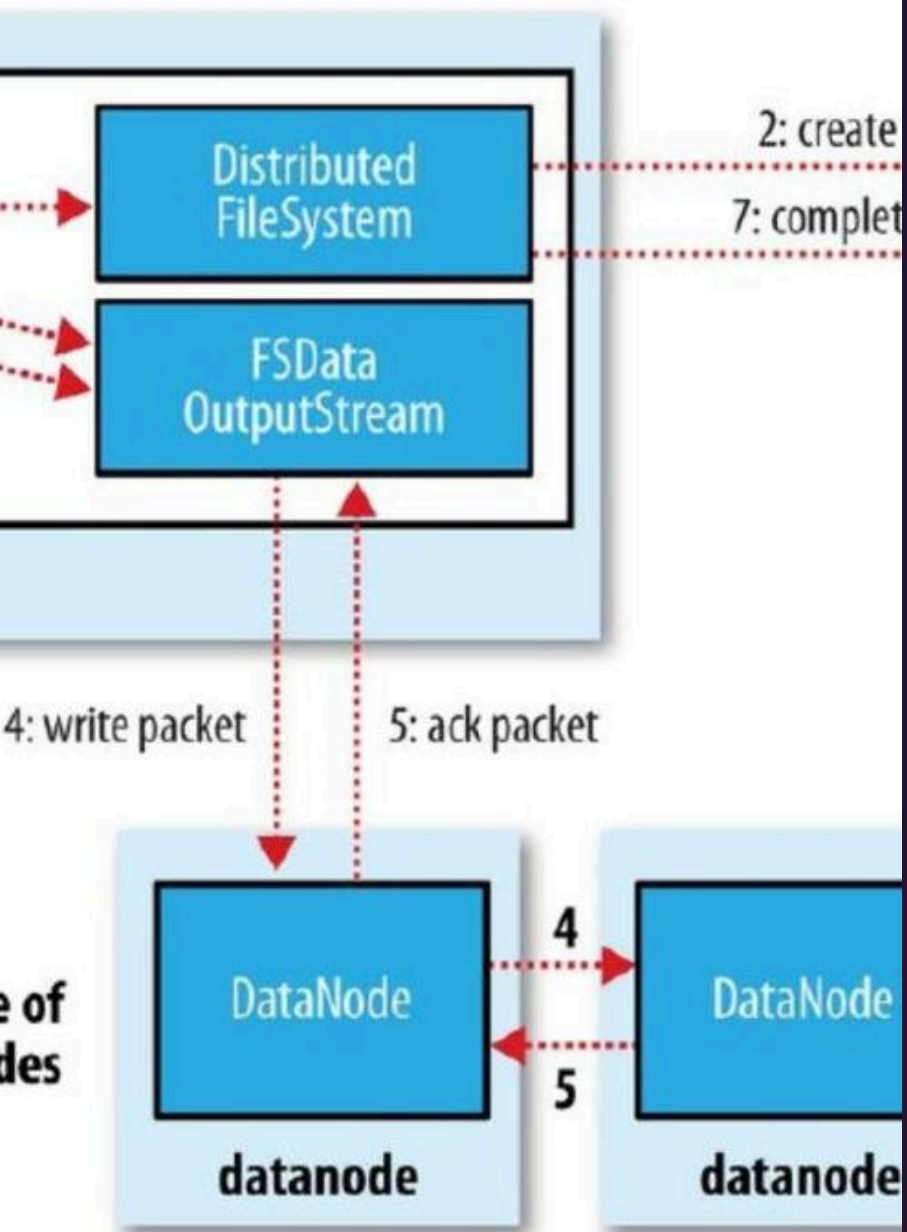 Distributed
FileSystem
2: create
7: complet
FSData
OutputStream
4: write packet
5: ack packet
e of
des
DataNode
4
5
DataNode
datanode
datanode